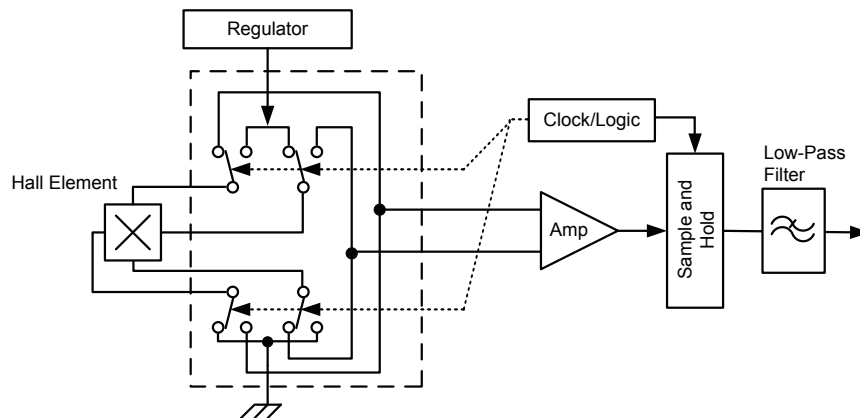 Regulator
Clock/Logic
Hall Element
Amp
Sample and
Hold
Low-Pass
Filter